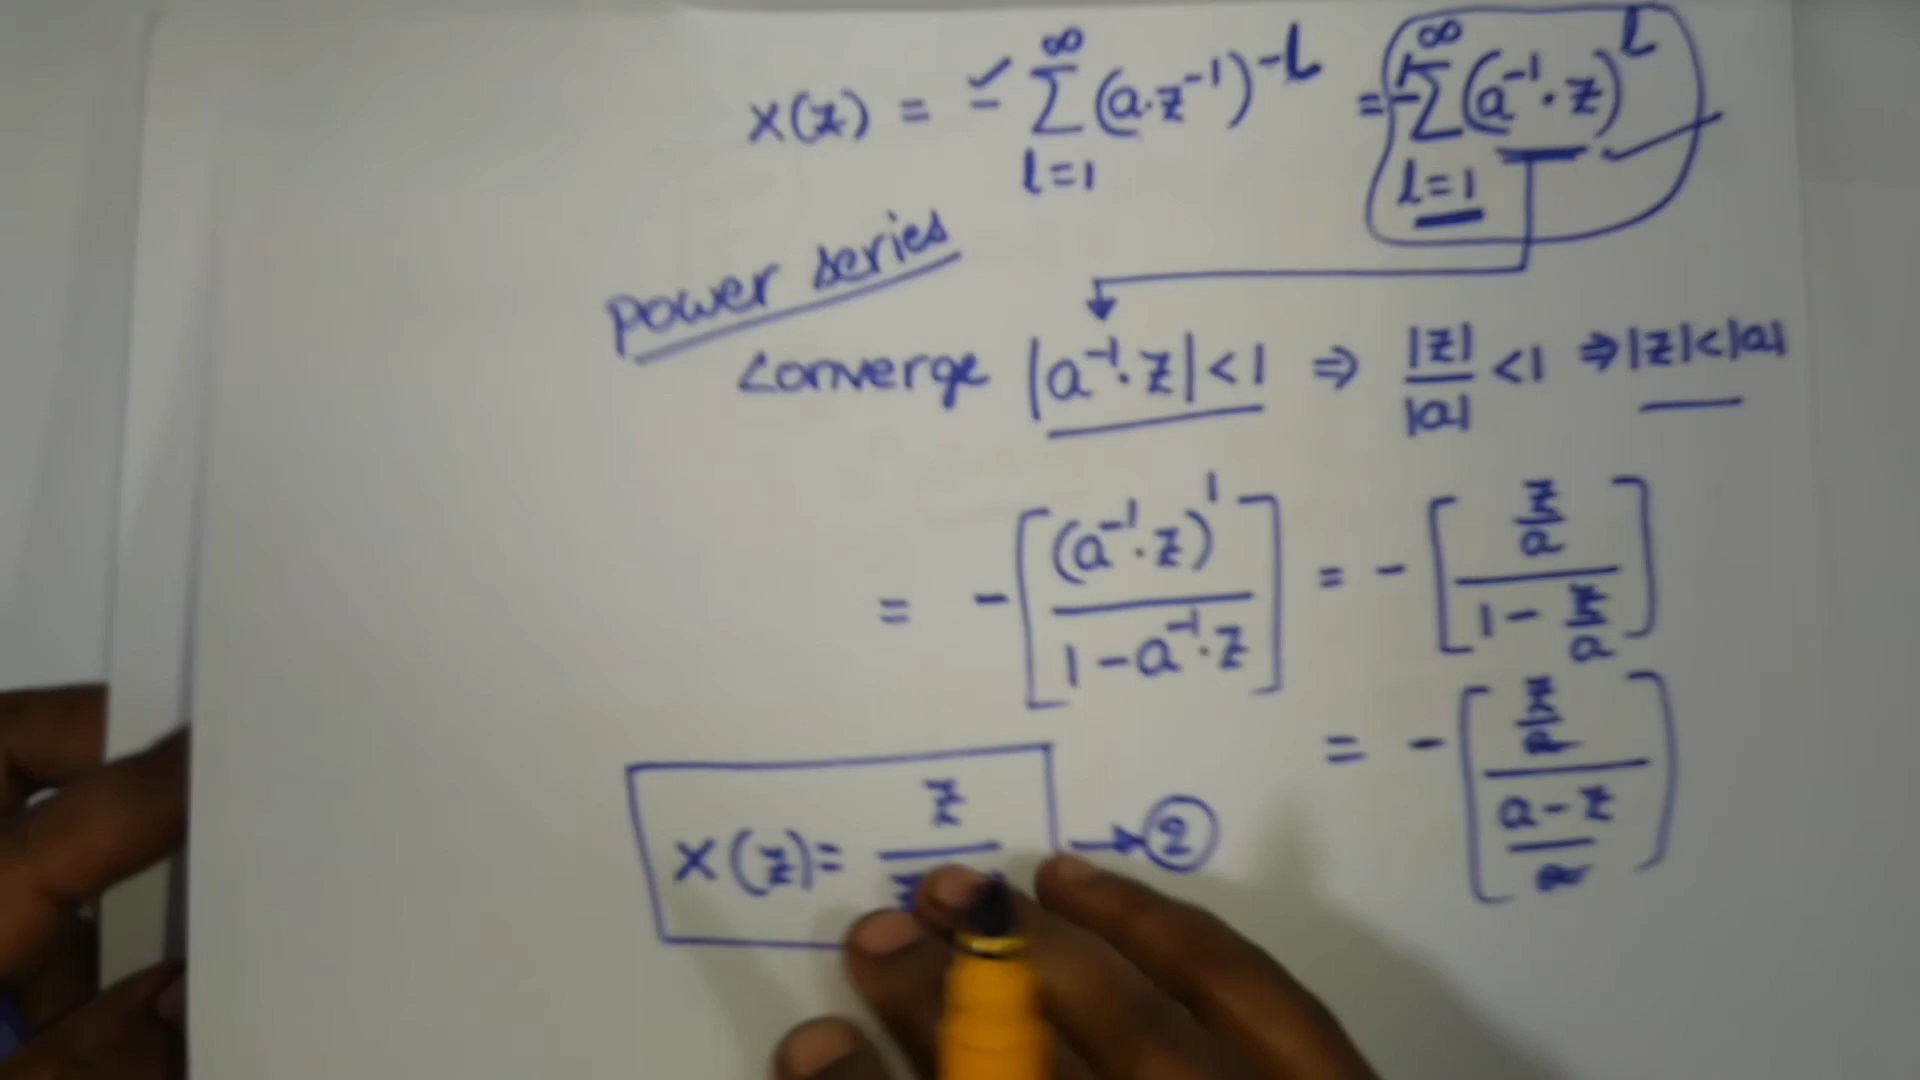 X(z) = - ∞ Σ l=1 (a·z⁻¹)⁻ˡ = - ∞ Σ l=1 (a⁻¹·z)ˡ
power series
Converge |a⁻¹·z| < 1 ⇒ |z|/|a| < 1 ⇒ |z|<|a|
= - [(a⁻¹·z)¹ / 1-a⁻¹·z] = - [z/a / 1 - z/a]
= - [z/a / a-z/a]
X(z) = z → 2